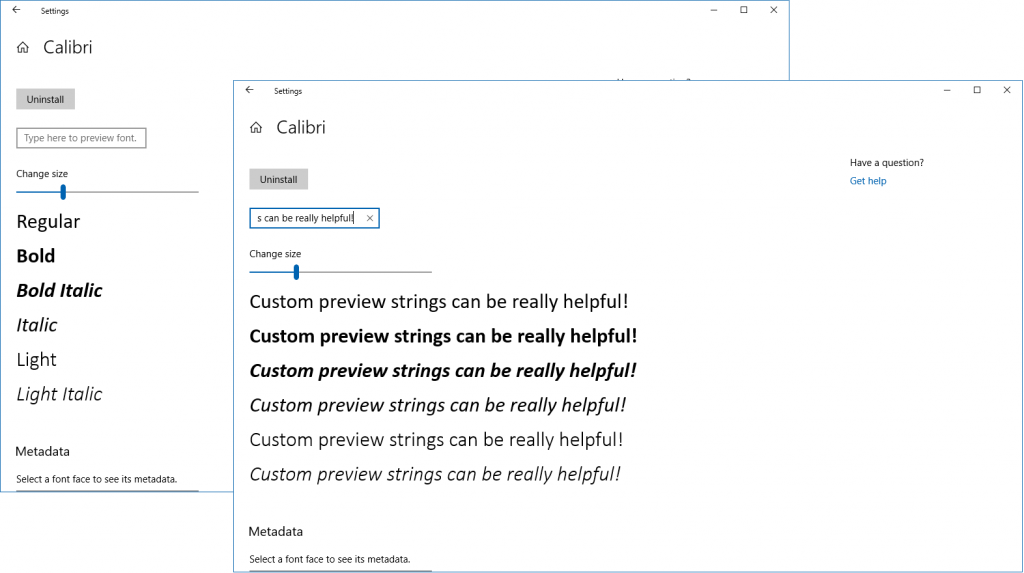 Settings
Calibri
Uninstall
Type here to preview font.
Change size
Regular
Bold
Bold Italic
Italic
Light
Light Italic
Metadata
Select a font face to see its metadata.
Settings
Calibri
Uninstall
s can be really helpful!
Change size
Custom preview strings can be really helpful!
Custom preview strings can be really helpful!
Custom preview strings can be really helpful!
Custom preview strings can be really helpful!
Custom preview strings can be really helpful!
Custom preview strings can be really helpful!
Metadata
Select a font face to see its metadata.
Have a question?
Get help